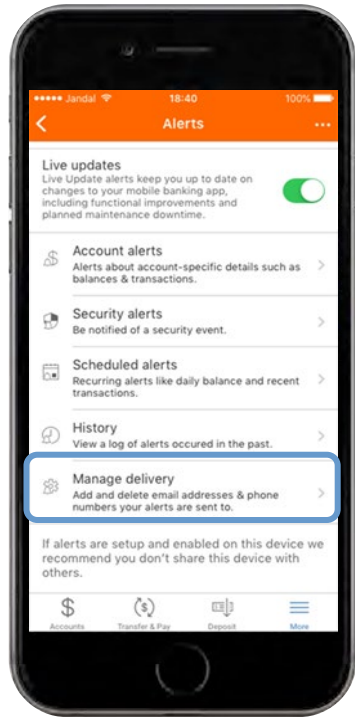 Jandal 18:40 100%
Alerts
Live updates
Live Update alerts keep you up to date on
changes to your mobile banking app,
including functional improvements and
planned maintenance downtime.
Account alerts
Alerts about account-specific details such as
balances & transactions.
Security alerts
Be notified of a security event.
Scheduled alerts
Recurring alerts like daily balance and recent
transactions.
History
View a log of alerts occured in the past.
Manage delivery
Add and delete email addresses & phone
numbers your alerts are sent to.
If alerts are setup and enabled on this device we
recommend you don't share this device with
others.
Accounts Transfer & Pay Deposit More